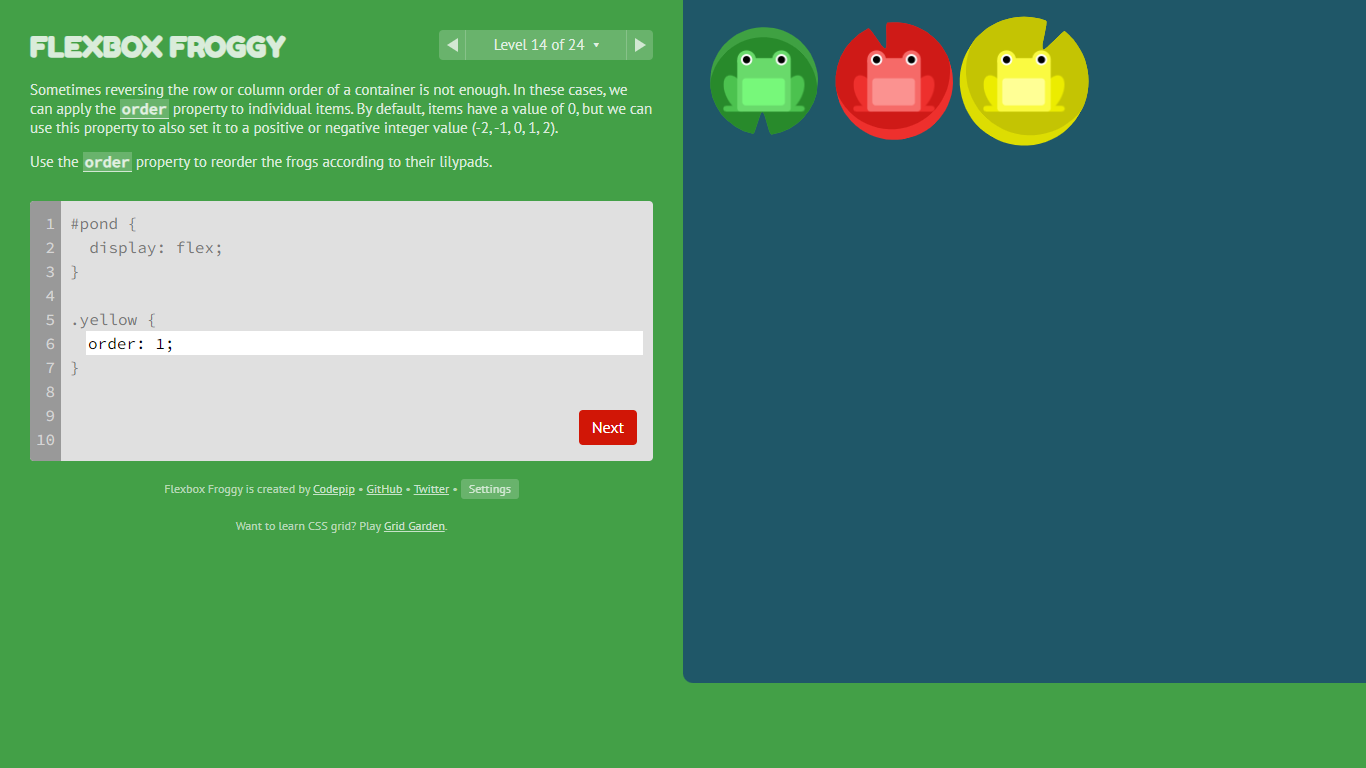 FLEXBOX FROGGY
Level 14 of 24
Sometimes reversing the row or column order of a container is not enough. In these cases, we
can apply the order property to individual items. By default, items have a value of 0, but we can
use this property to also set it to a positive or negative integer value (-2, -1, 0, 1, 2).
Use the order property to reorder the frogs according to their lilypads.
1 #pond {
2   display: flex;
3 }
4
5 .yellow {
6   order: 1;
7 }
8
9
10
Next
Flexbox Froggy is created by Codepip • GitHub • Twitter • Settings
Want to learn CSS grid? Play Grid Garden.